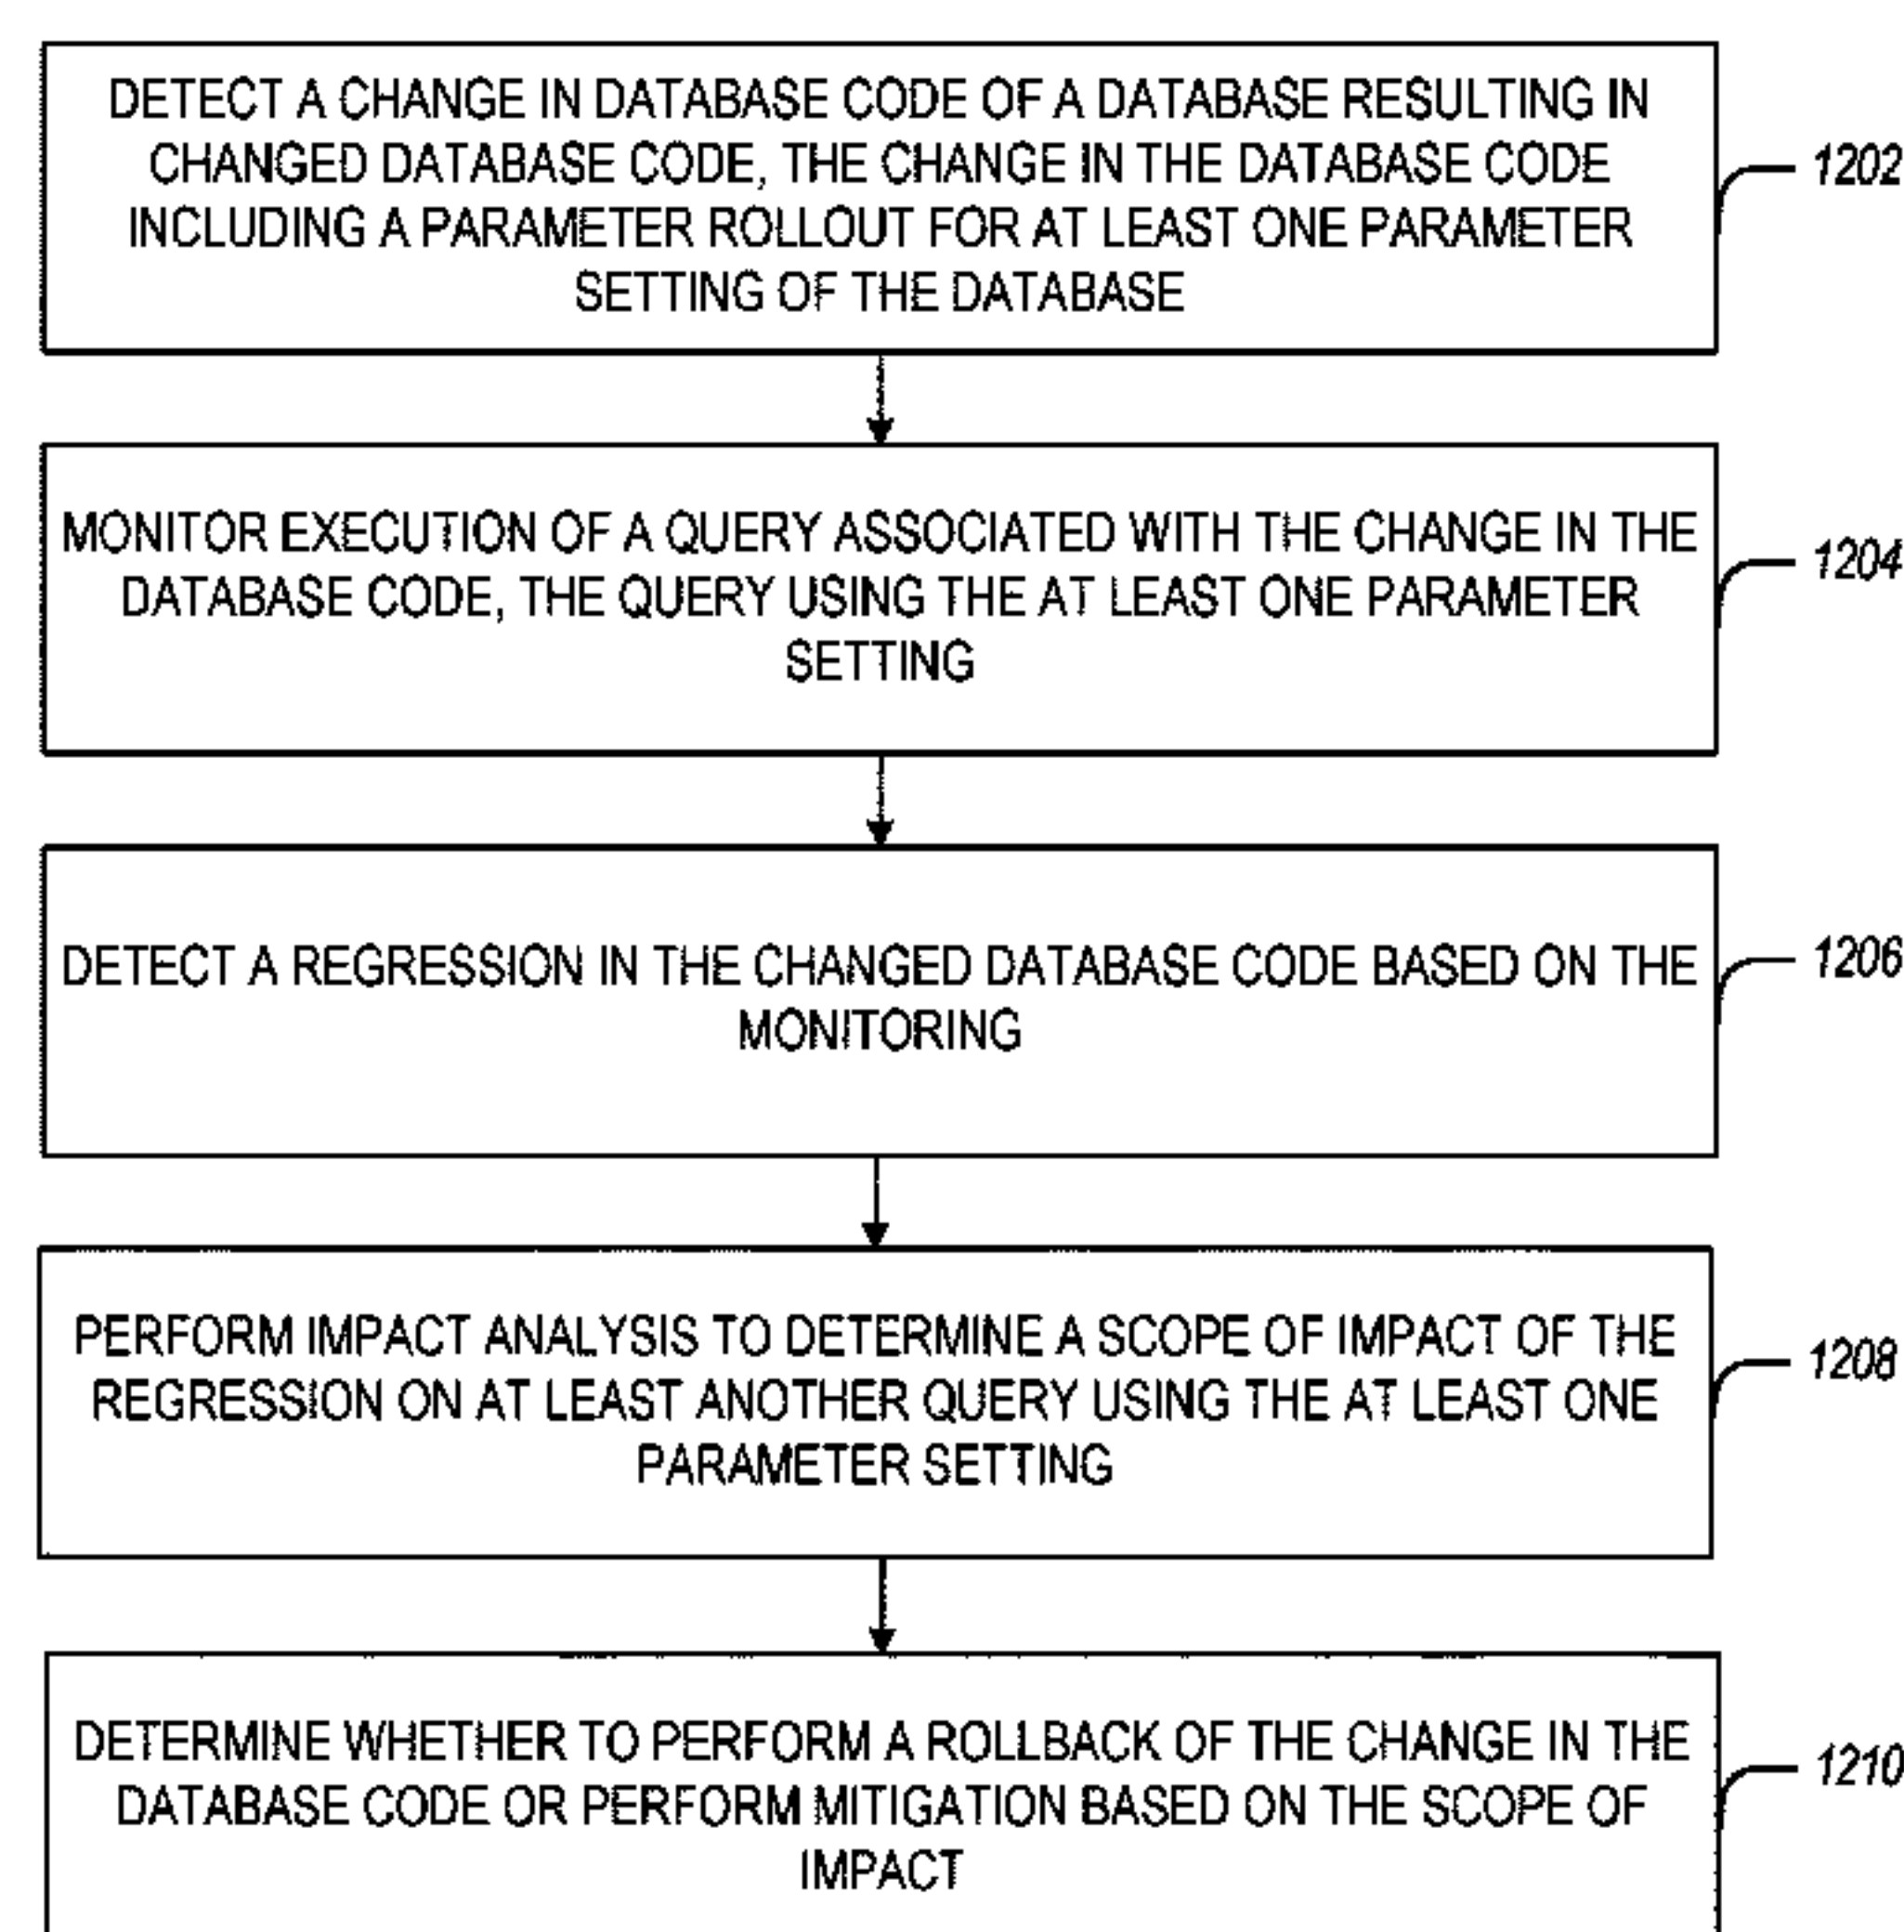 DETECT A CHANGE IN DATABASE CODE OF A DATABASE RESULTING IN
CHANGED DATABASE CODE, THE CHANGE IN THE DATABASE CODE
INCLUDING A PARAMETER ROLLOUT FOR AT LEAST ONE PARAMETER
SETTING OF THE DATABASE
1202
MONITOR EXECUTION OF A QUERY ASSOCIATED WITH THE CHANGE IN THE
DATABASE CODE, THE QUERY USING THE AT LEAST ONE PARAMETER
SETTING
1204
DETECT A REGRESSION IN THE CHANGED DATABASE CODE BASED ON THE
MONITORING
1206
PERFORM IMPACT ANALYSIS TO DETERMINE A SCOPE OF IMPACT OF THE
REGRESSION ON AT LEAST ANOTHER QUERY USING THE AT LEAST ONE
PARAMETER SETTING
1208
DETERMINE WHETHER TO PERFORM A ROLLBACK OF THE CHANGE IN THE
DATABASE CODE OR PERFORM MITIGATION BASED ON THE SCOPE OF
IMPACT
1210